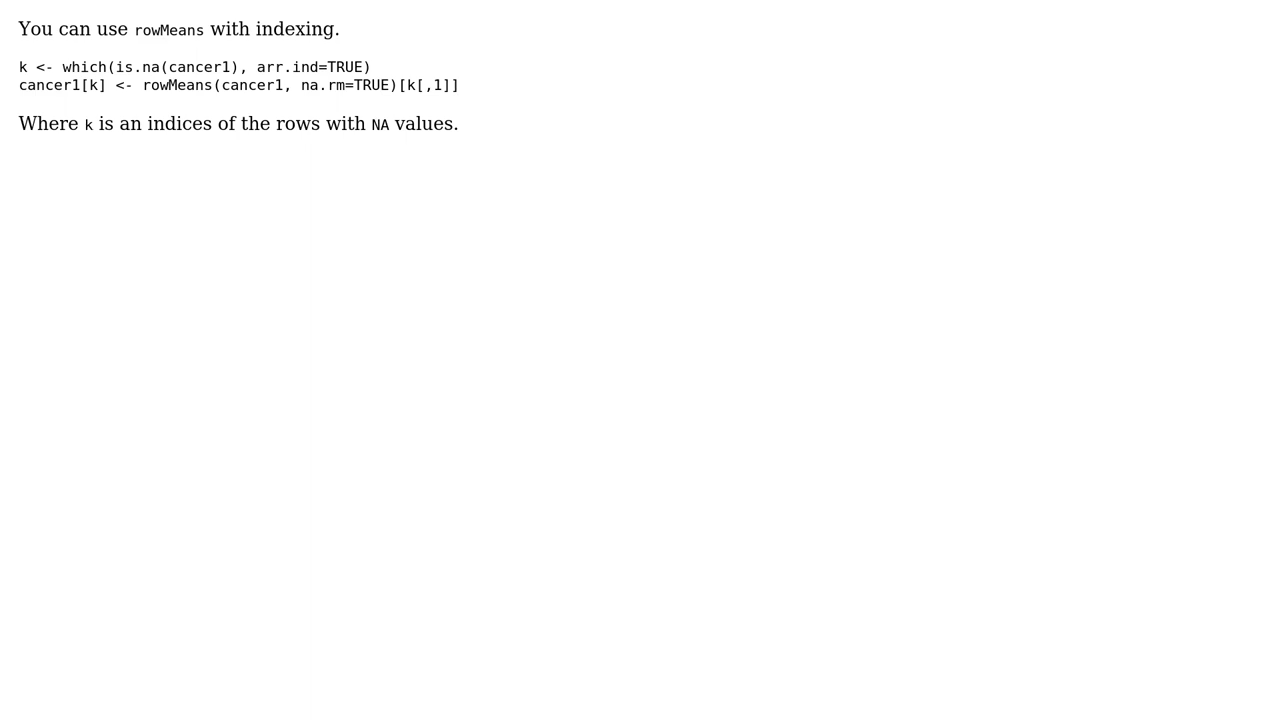 You can use rowMeans with indexing.
k <- which(is.na(cancer1), arr.ind=TRUE)
cancer1[k] <- rowMeans(cancer1, na.rm=TRUE)[k[,1]]
Where k is an indices of the rows with NA values.